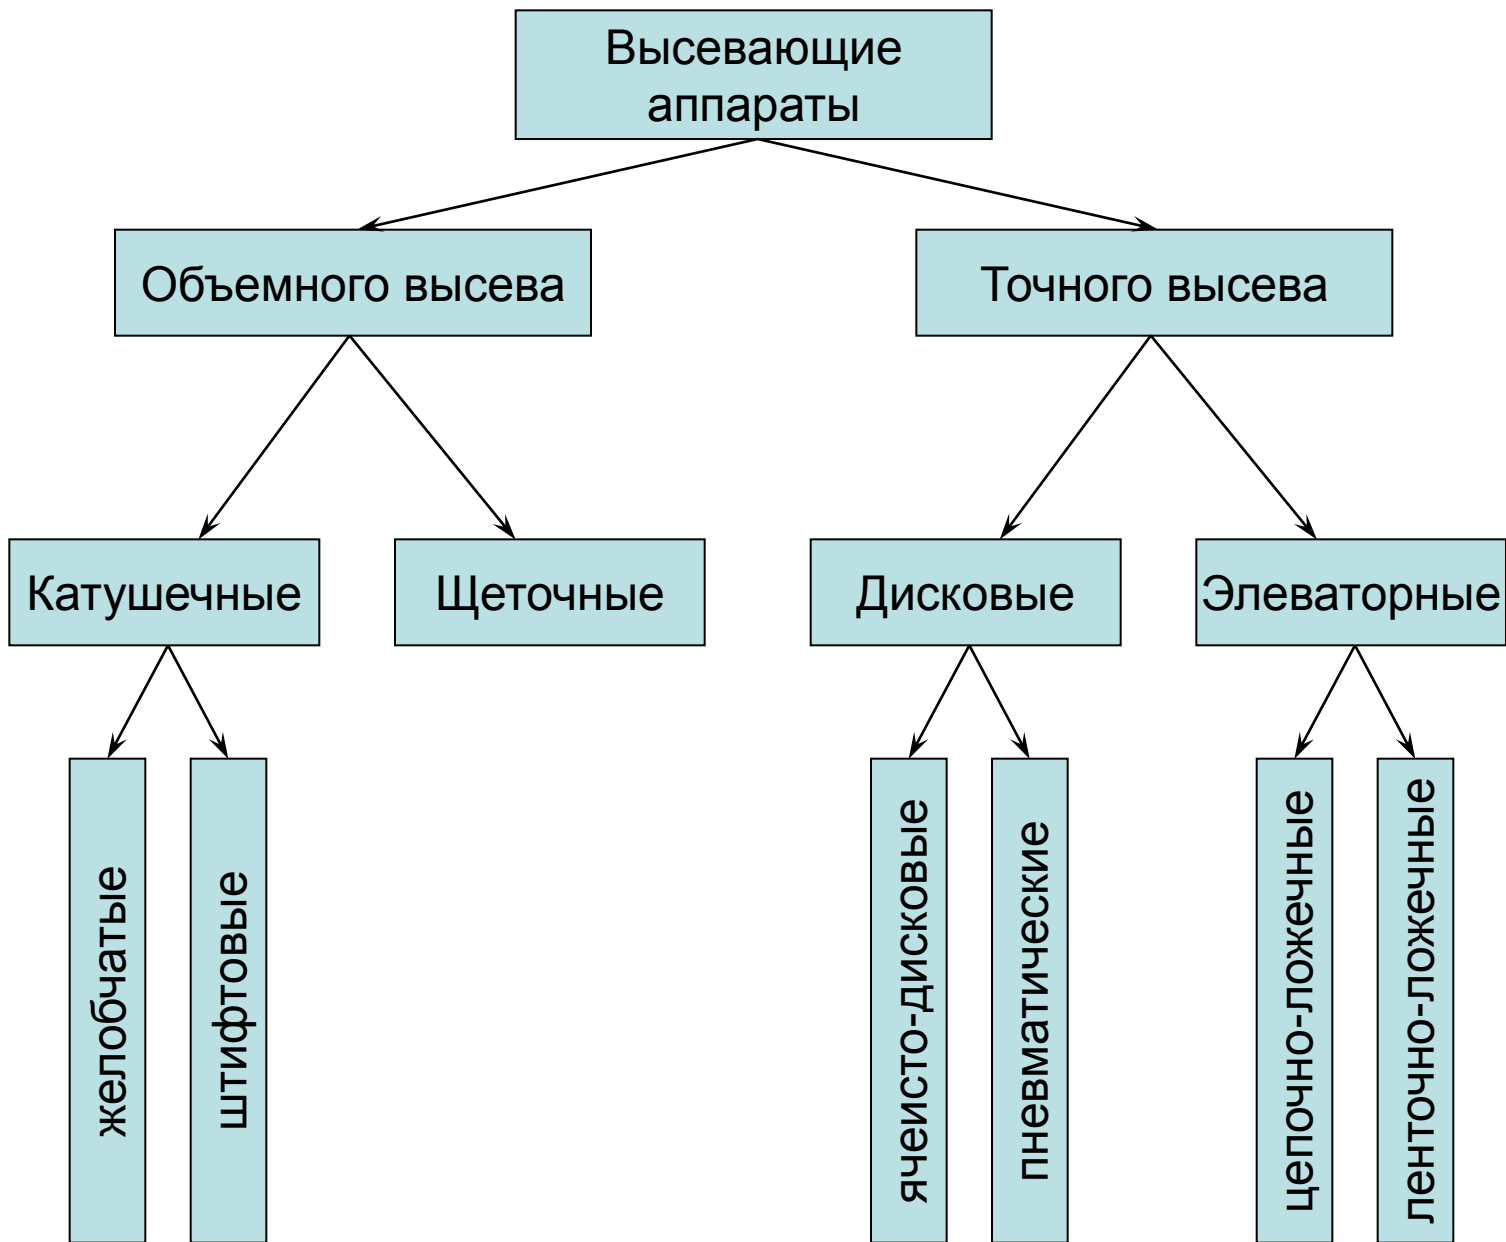 Высевающие
аппараты
Объемного высева
Точного высева
Катушечные
Щеточные
Дисковые
Элеваторные
желобчатые
штифтовые
ячеисто-дисковые
пневматические
цепочно-ложечные
ленточно-ложечные